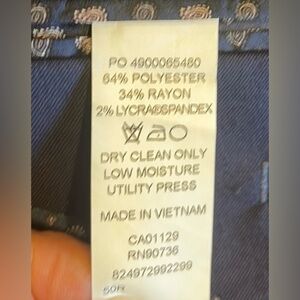 PO 4900065480
64% POLYESTER
34% RAYON
2% LYCRA®SPANDEX
DRY CLEAN ONLY
LOW MOISTURE
UTILITY PRESS
MADE IN VIETNAM
CA01129
RN90736
824972992299
50R